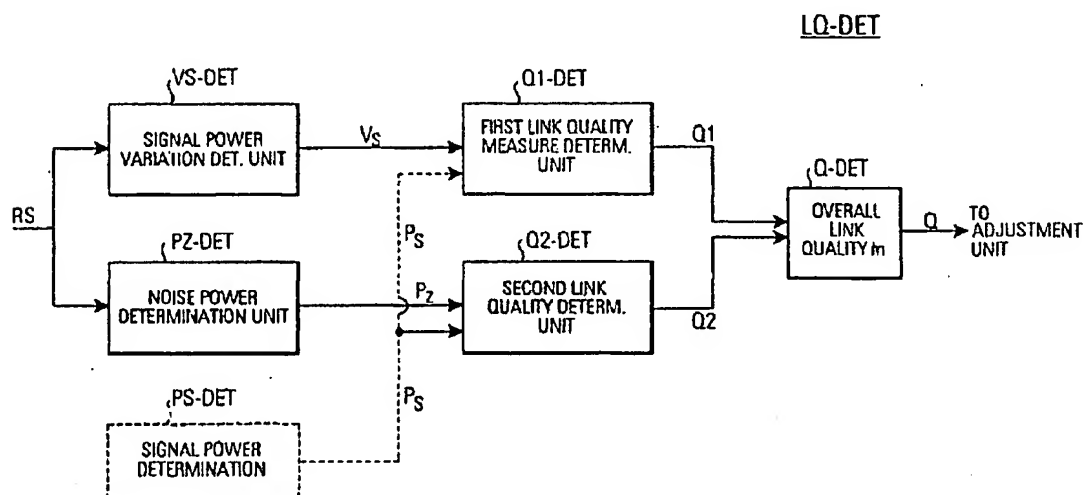 LQ-DET
VS-DET
SIGNAL POWER
VARIATION DET. UNIT
VS
Q1-DET
FIRST LINK QUALITY
MEASURE DETERM.
UNIT
Q1
Q-DET
OVERALL
LINK
QUALITY fn
Q
TO
ADJUSTMENT
UNIT
RS
PZ-DET
NOISE POWER
DETERMINATION UNIT
PS
PZ
Q2-DET
SECOND LINK
QUALITY DETERM.
UNIT
Q2
PS
PS-DET
SIGNAL POWER
DETERMINATION